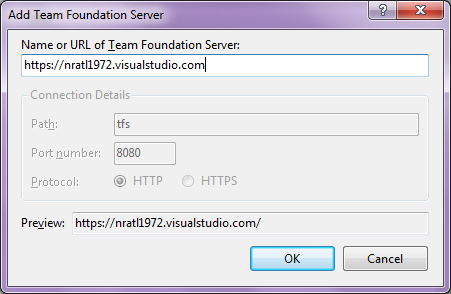 Add Team Foundation Server
Name or URL of Team Foundation Server:
https://nratl1972.visualstudio.com
Connection Details
Path: tfs
Port number: 8080
Protocol: HTTP HTTPS
Preview: https://nratl1972.visualstudio.com/
OK Cancel